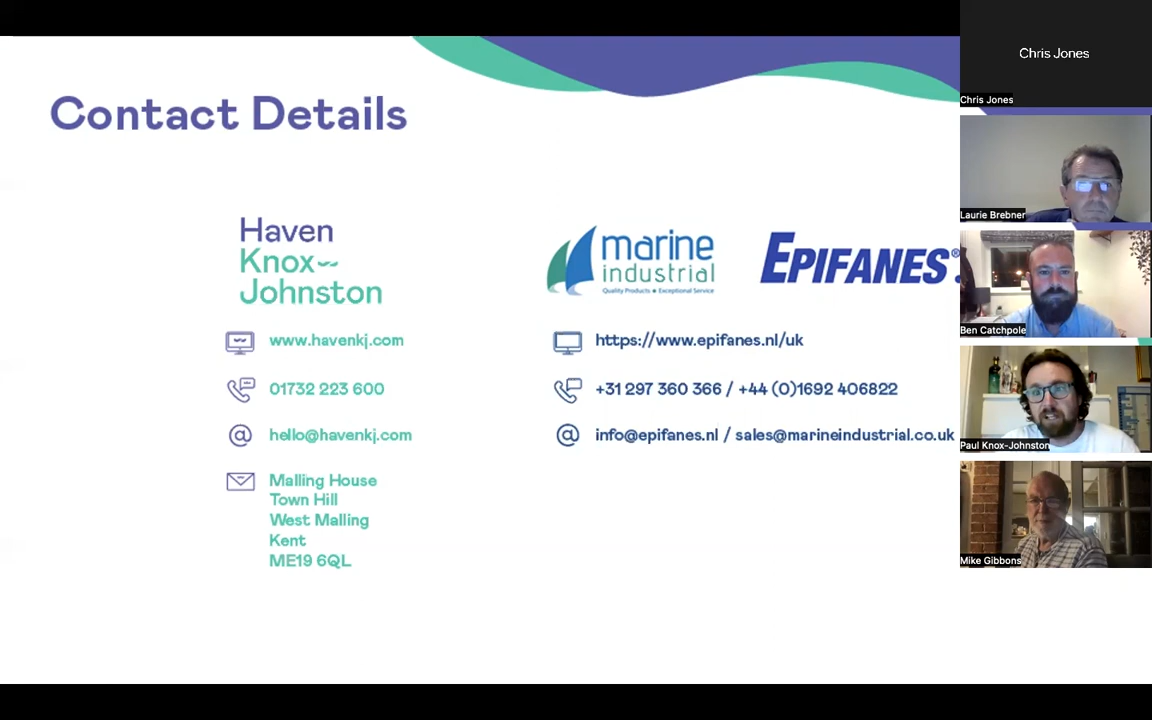 Contact Details
Haven
Knox
Johnston
www.havenkj.com
01732 223 600
hello@havenkj.com
Malling House
Town Hill
West Malling
Kent
ME19 6QL
marine
industrial
Quality Products • Exceptional Service
EPIFANES®
https://www.epifanes.nl/uk
+31 297 360 366 / +44 (0)1692 406822
info@epifanes.nl / sales@marineindustrial.co.uk
Chris Jones
Chris Jones
Laurie Brebner
Ben Catchpole
Paul Knox-Johnston
Mike Gibbons